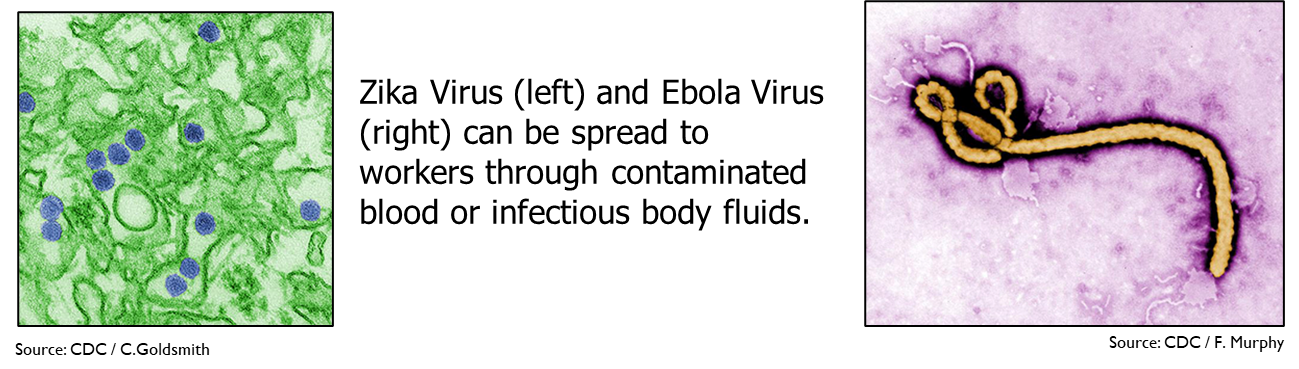 Zika Virus (left) and Ebola Virus
(right) can be spread to
workers through contaminated
blood or infectious body fluids.
Source: CDC / C.Goldsmith
Source: CDC / F. Murphy